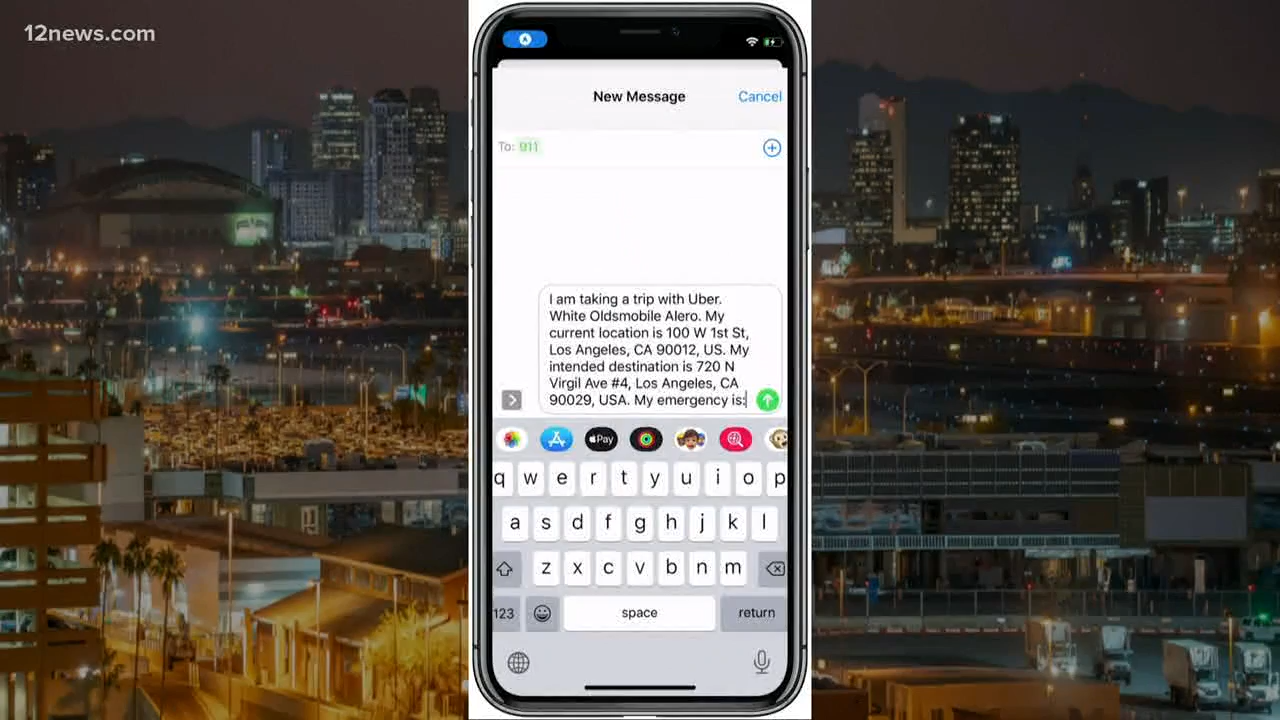 12news.com
New Message
Cancel
To: 911
I am taking a trip with Uber.
White Oldsmobile Alero. My
current location is 100 W 1st St,
Los Angeles, CA 90012, US. My
intended destination is 720 N
Virgil Ave #4, Los Angeles, CA
90029, USA. My emergency is:
Pay
q w e r t y u i o p
a s d f g h j k l
z x c v b n m
123
space
return